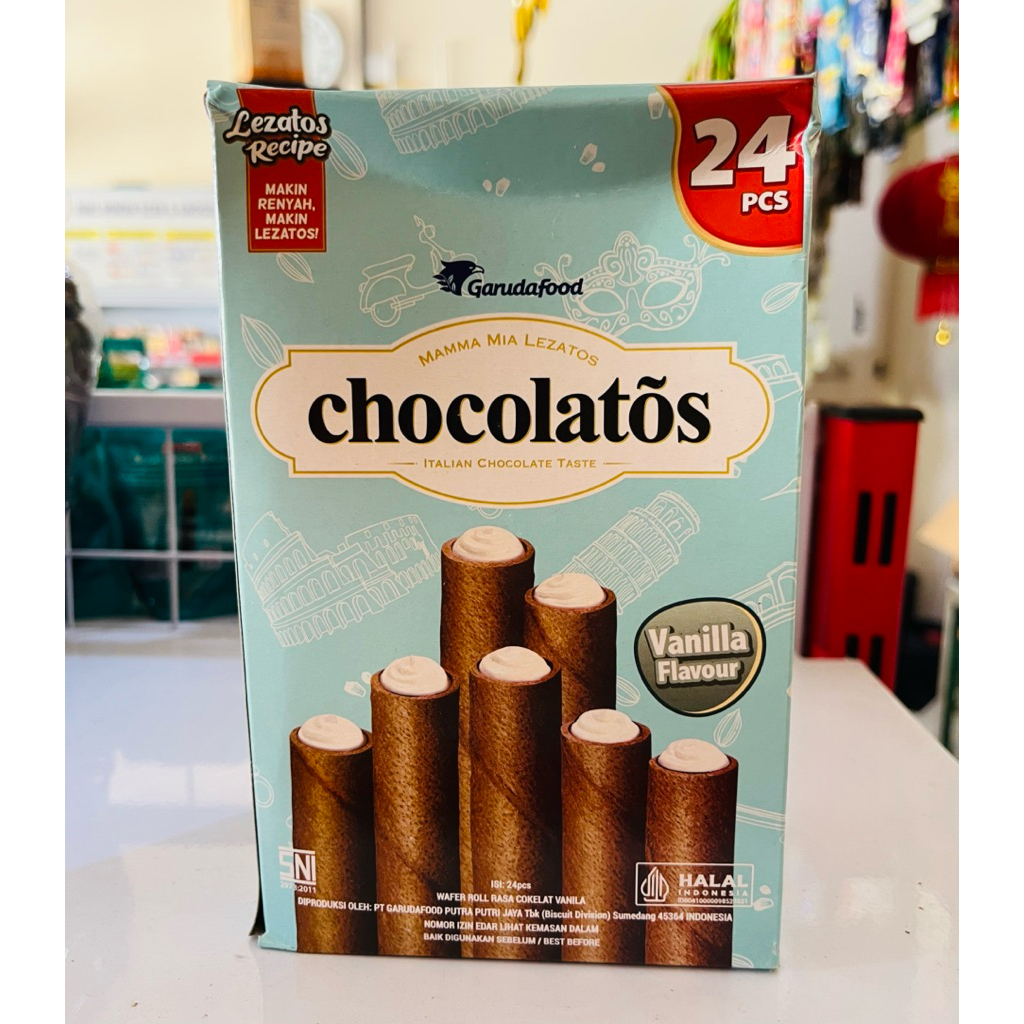 Lezatos
Recipe
MAKIN
RENYAH,
MAKIN
LEZATOS!
24
PCS
Garudafood
MAMMA MIA LEZATOS
chocolatõs
ITALIAN CHOCOLATE TASTE
Vanilla
Flavour
SNI
2973:2011
HALAL
INDONESIA
ISI: 24pcs
WAFER ROLL RASA COKELAT VANILA
DIPRODUKSI OLEH: PT GARUDAFOOD PUTRA PUTRI JAYA Tbk (Biscuit Division) Sumedang 45364 INDONESIA
NOMOR IZIN EDAR LIHAT KEMASAN DALAM
BAIK DIGUNAKAN SEBELUM / BEST BEFORE